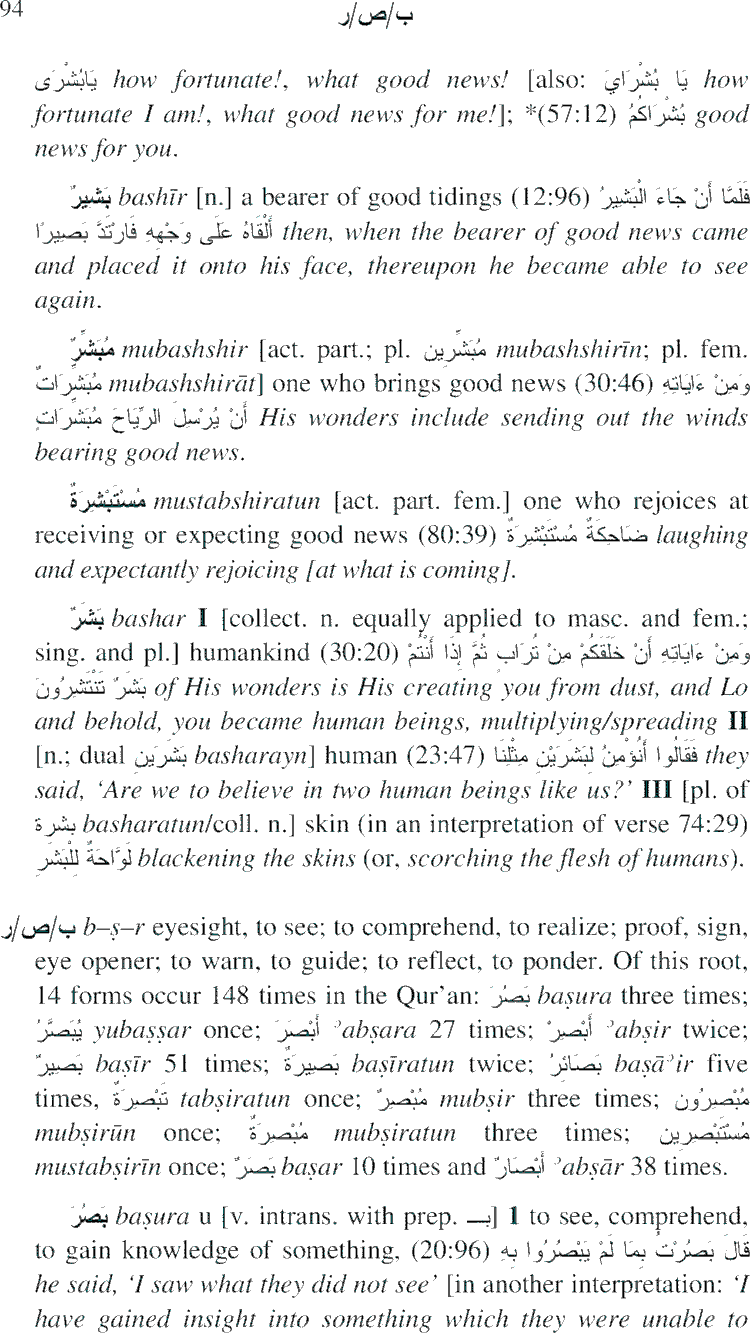 94 ب/ص/ر
يَابُشْرَى how fortunate!, what good news! [also: يَا بُشْرَايَ how
fortunate I am!, what good news for me!]; *(57:12) بُشْرَاكُمُ good
news for you.
بَشيرٌ bashīr [n.] a bearer of good tidings (12:96) فَلَمَّا أَنْ جَاءَ الْبَشِيرُ
أَلْقَاهُ عَلَى وَجْهِهِ فَارْتَدَّ بَصِيرًا then, when the bearer of good news came
and placed it onto his face, thereupon he became able to see
again.
مُبَشِّرٌ mubashshir [act. part.; pl. مُبَشِّرِين mubashshirīn; pl. fem.
مُبَشِّرَاتٌ mubashshirāt] one who brings good news (30:46) وَمِنْ ءَايَاتِهِ
أَنْ يُرْسِلَ الرِّيَاحَ مُبَشِّرَاتٍ His wonders include sending out the winds
bearing good news.
مُسْتَبْشِرَةٌ mustabshiratun [act. part. fem.] one who rejoices at
receiving or expecting good news (80:39) ضَاحِكَةٌ مُسْتَبْشِرَةٌ laughing
and expectantly rejoicing [at what is coming].
بَشَرٌ bashar I [collect. n. equally applied to masc. and fem.;
sing. and pl.] humankind (30:20) وَمِنْ ءَايَاتِهِ أَنْ خَلَقَكُمْ مِنْ تُرَابٍ ثُمَّ إِذَا أَنْتُمْ
بَشَرٌ تَنْتَشِرُونَ of His wonders is His creating you from dust, and Lo
and behold, you became human beings, multiplying/spreading II
[n.; dual بَشَرَيِن basharayn] human (23:47) فَقَالُوا أَنُؤْمِنُ لِبَشَرَيْنِ مِثْلِنَا they
said, ‘Are we to believe in two human beings like us?’ III [pl. of
بشرة basharatun/coll. n.] skin (in an interpretation of verse 74:29)
لَوَّاحَةٌ لِلْبَشَرِ blackening the skins (or, scorching the flesh of humans).
ب/ص/ر b–ṣ–r eyesight, to see; to comprehend, to realize; proof, sign,
eye opener; to warn, to guide; to reflect, to ponder. Of this root,
14 forms occur 148 times in the Qur’an: بَصُرَ baṣura three times;
يُبَصَّرُ yubaṣṣar once; أَبْصَرَ ʾabṣara 27 times; أَبْصِرْ ʾabṣir twice;
بَصِيرٌ baṣīr 51 times; بَصِيرَةٌ baṣīratun twice; بَصَائِرُ baṣāʾir five
times, تَبْصِرَةٌ tabṣiratun once; مُبْصِرٌ mubṣir three times; مُبْصِرُون
mubṣirūn once; مُبْصِرَةٌ mubṣiratun three times; مُسْتَبْصِرِين
mustabṣirīn once; بَصَرٌ baṣar 10 times and أَبْصَارٌ ʾabṣār 38 times.
بَصُرَ baṣura u [v. intrans. with prep. بـ] 1 to see, comprehend,
to gain knowledge of something, (20:96) قَالَ بَصُرْتُ بِمَا لَمْ يَبْصُرُوا بِهِ
he said, ‘I saw what they did not see’ [in another interpretation: ‘I
have gained insight into something which they were unable to